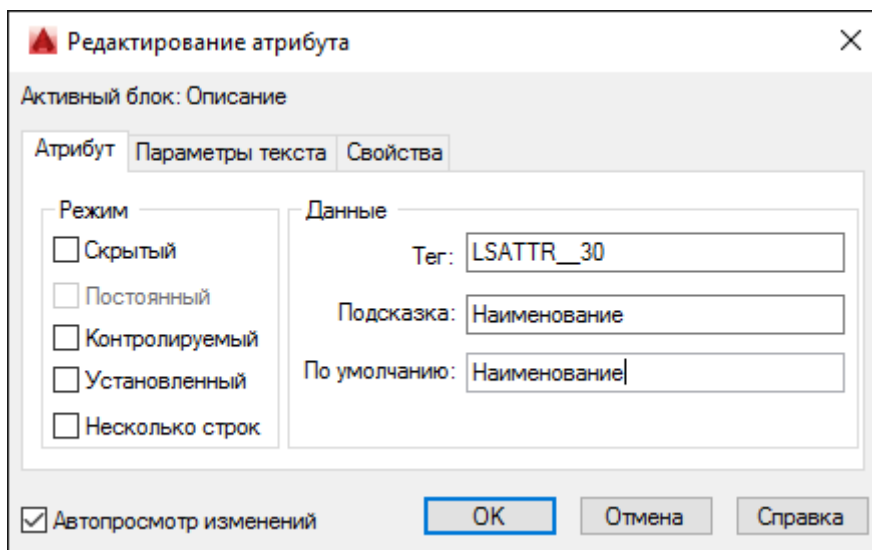 Редактирование атрибута
Активный блок: Описание
Атрибут Параметры текста Свойства
Режим
Скрытый
Постоянный
Контролируемый
Установленный
Несколько строк
Данные
Тег: LSATTR__30
Подсказка: Наименование
По умолчанию: Наименование
Автопросмотр изменений
OK Отмена Справка